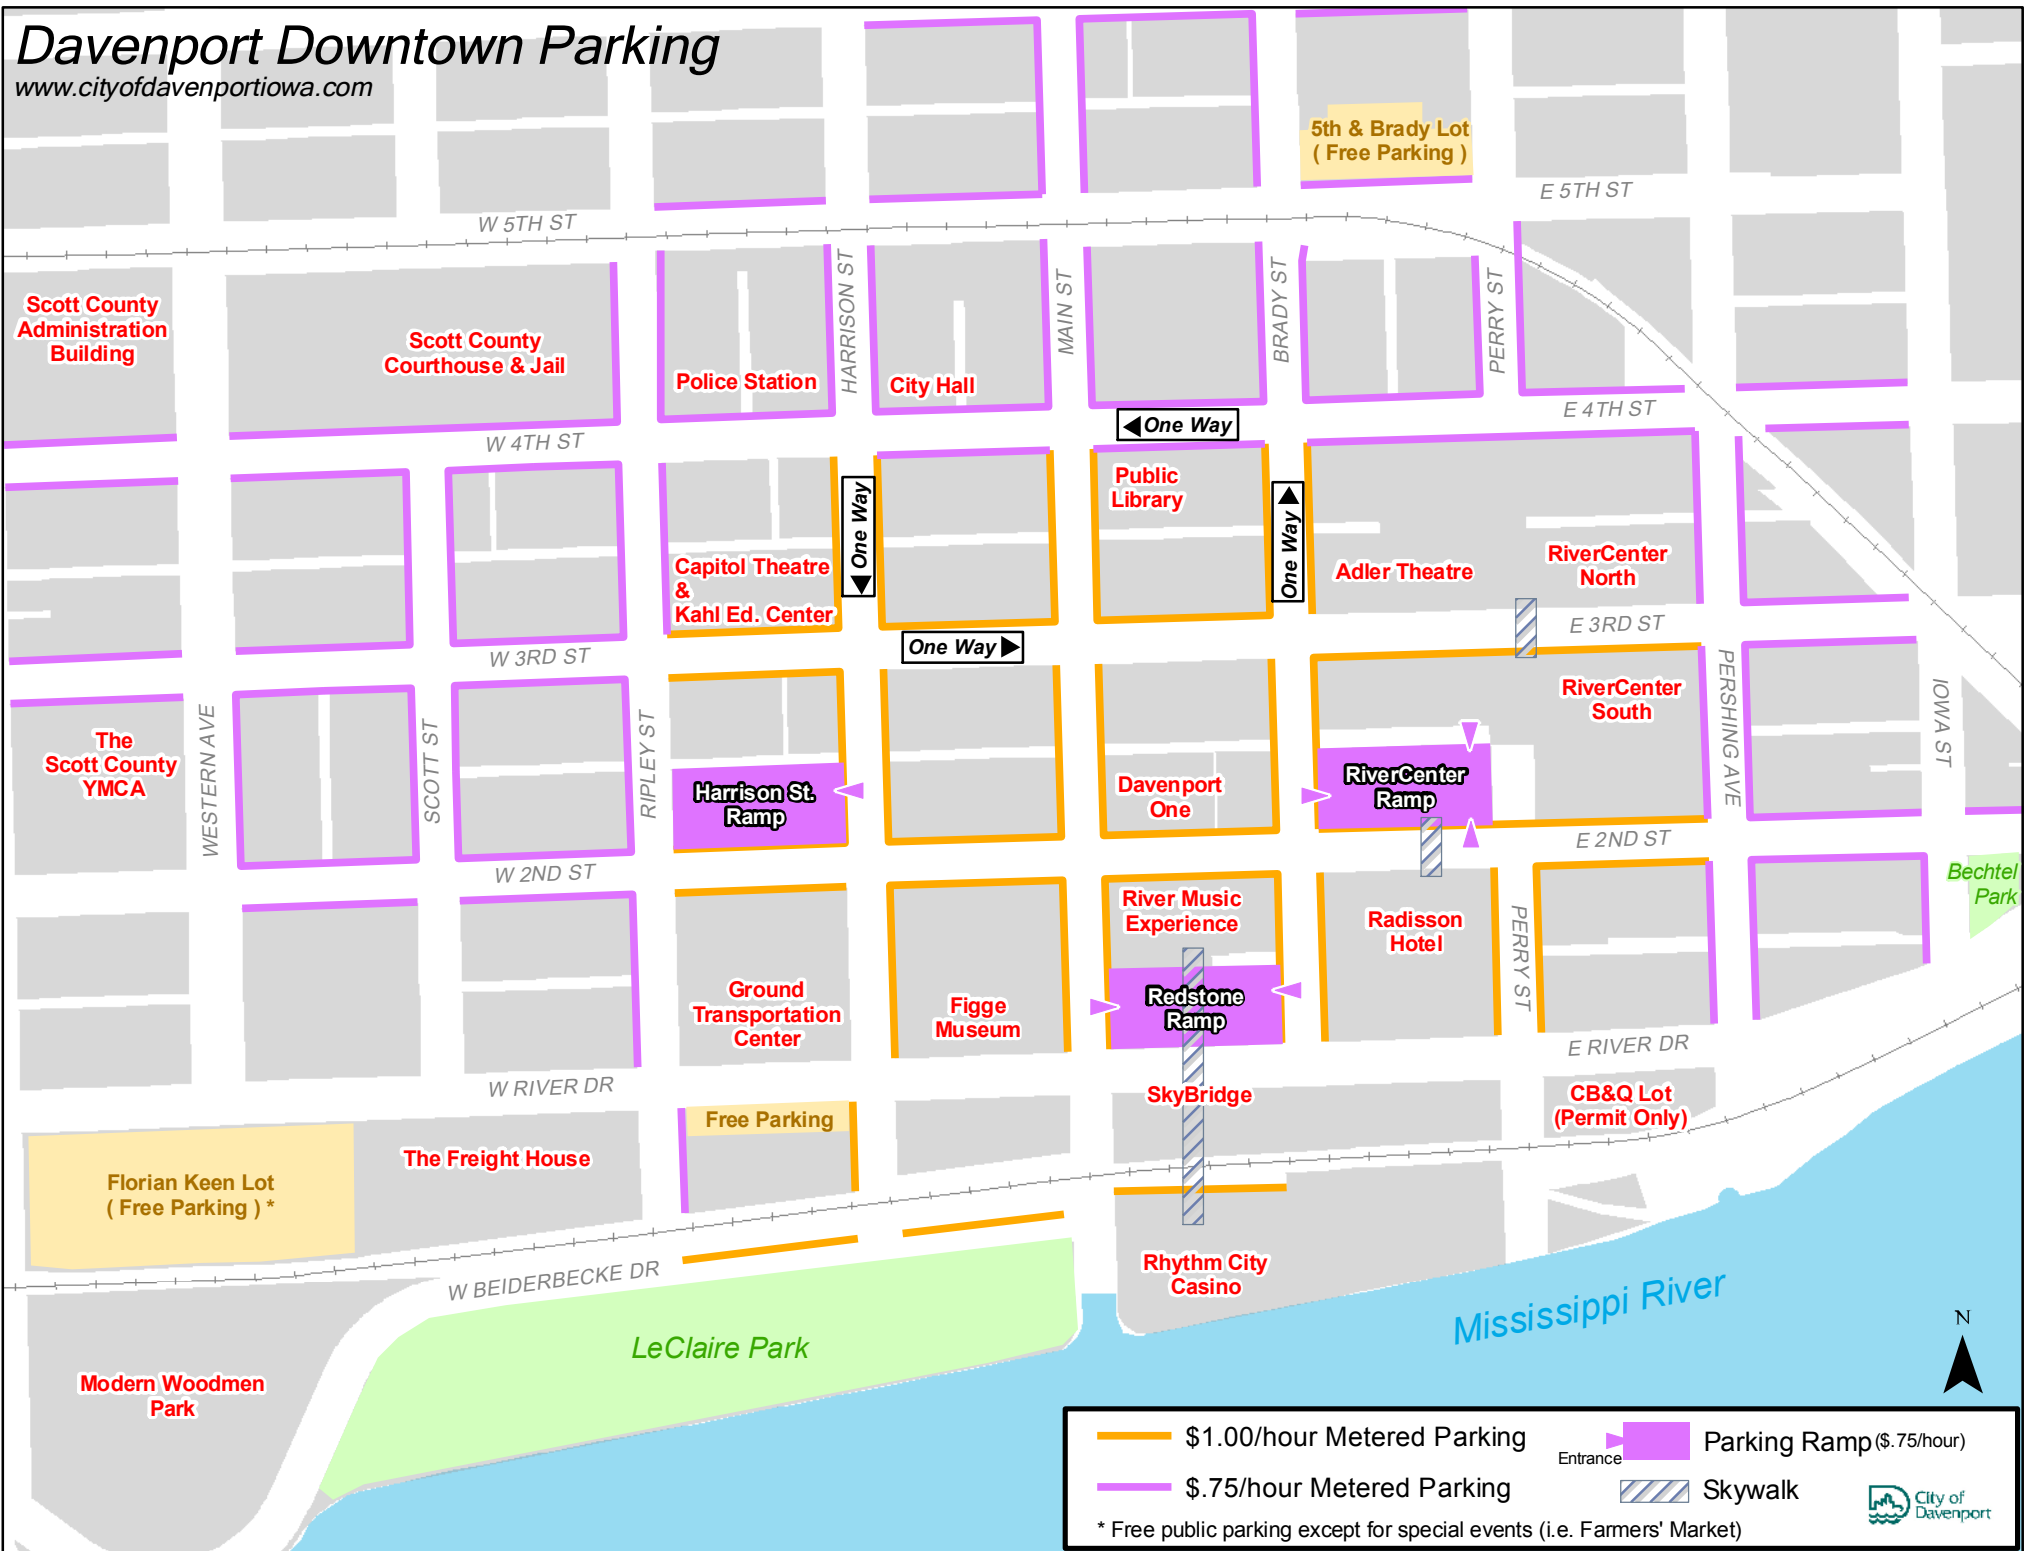 Davenport Downtown Parking
www.cityofdavenportiowa.com
5th & Brady Lot
( Free Parking )
E 5TH ST
W 5TH ST
Scott County
Administration
Building
Scott County
Courthouse & Jail
Police Station
HARRISON ST
City Hall
MAIN ST
BRADY ST
PERRY ST
E 4TH ST
One Way
W 4TH ST
Public
Library
One Way
One Way
Capitol Theatre
&
Kahl Ed. Center
Adler Theatre
RiverCenter
North
E 3RD ST
One Way
W 3RD ST
RiverCenter
South
PERSHING AVE
IOWA ST
The
Scott County
YMCA
WESTERN AVE
SCOTT ST
RIPLEY ST
Harrison St.
Ramp
Davenport
One
RiverCenter
Ramp
E 2ND ST
W 2ND ST
Bechtel
Park
River Music
Experience
Radisson
Hotel
PERRY ST
Ground
Transportation
Center
Figge
Museum
Redstone
Ramp
E RIVER DR
W RIVER DR
SkyBridge
CB&Q Lot
(Permit Only)
Free Parking
The Freight House
Florian Keen Lot
( Free Parking ) *
W BEIDERBECKE DR
Rhythm City
Casino
Mississippi River
LeClaire Park
Modern Woodmen
Park
N
$1.00/hour Metered Parking
Entrance
Parking Ramp ($.75/hour)
$.75/hour Metered Parking
Skywalk
* Free public parking except for special events (i.e. Farmers' Market)
City of
Davenport